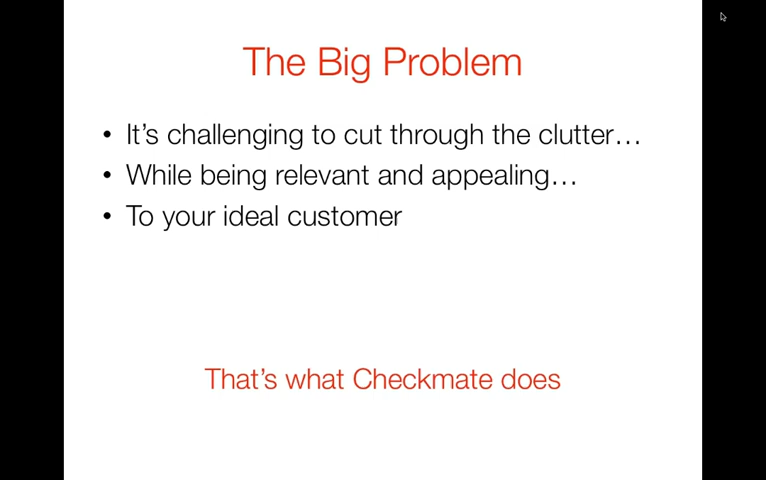 The Big Problem
• It's challenging to cut through the clutter…
• While being relevant and appealing…
• To your ideal customer
That's what Checkmate does